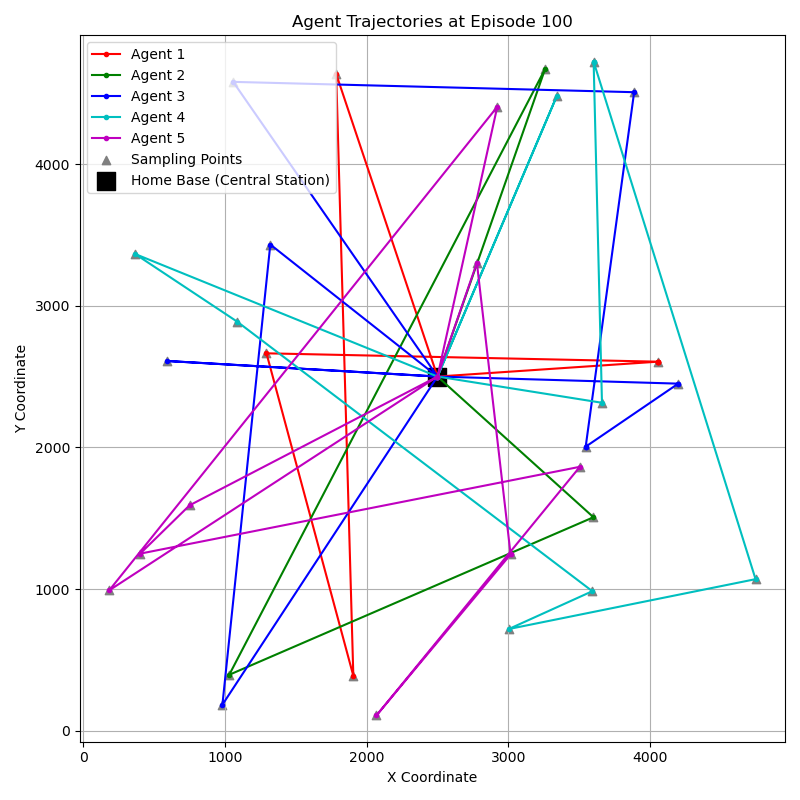 Agent Trajectories at Episode 100
Agent 1
Agent 2
Agent 3
Agent 4
Agent 5
Sampling Points
Home Base (Central Station)
Y Coordinate
4000
3000
2000
1000
0
0 1000 2000 3000 4000
X Coordinate